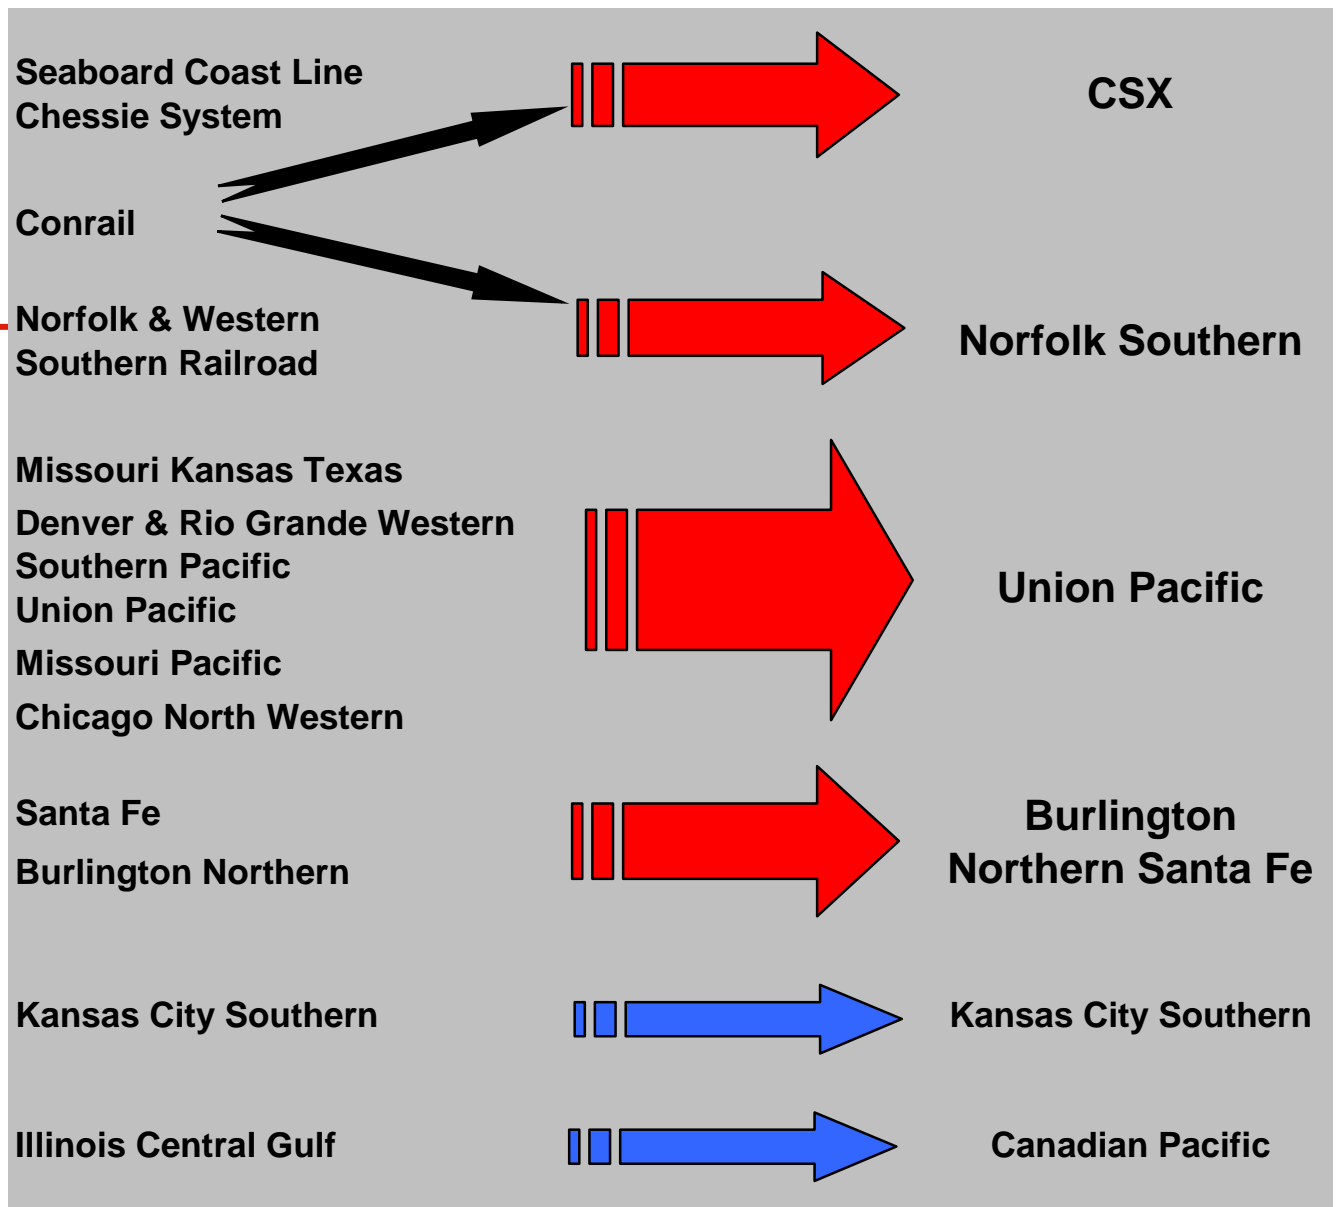 Seaboard Coast Line
Chessie System
CSX
Conrail
Norfolk & Western
Southern Railroad
Norfolk Southern
Missouri Kansas Texas
Denver & Rio Grande Western
Southern Pacific
Union Pacific
Missouri Pacific
Chicago North Western
Union Pacific
Santa Fe
Burlington Northern
Burlington
Northern Santa Fe
Kansas City Southern
Kansas City Southern
Illinois Central Gulf
Canadian Pacific